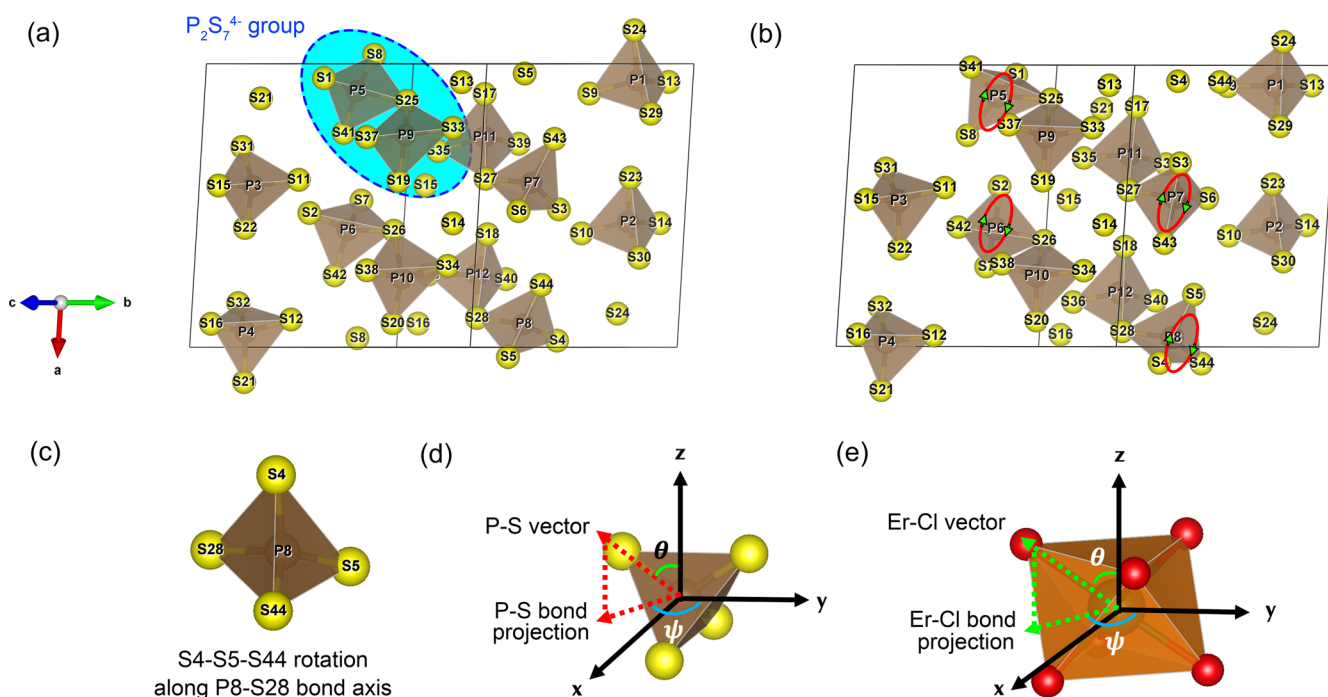 (a)
P₂S₇⁴⁻ group
S8
S1
P5
S25
S41
S37
P9
S33
S35
S19
S15
S21
S13
S17
S5
S24
P1
S9
S13
S29
P11
S39
S43
S27
P7
S6
S3
S31
S15
P3
S11
S22
S2
S7
P6
S26
S42
S14
S18
S23
S10
P2
S14
S30
S38
P10
S34
P12
S40
S44
S20
S16
S28
P8
S4
S5
S24
S32
S16
P4
S12
S8
S21
c
b
a
(b)
S41
S1
P5
S25
S37
S8
P9
S33
S21
S13
S17
S4
S24
S44
9
P1
S13
S29
S35
P11
S3
S3
S19
S15
S27
P7
S6
S43
S31
S15
P3
S11
S22
S2
S42
P6
S26
S7
S14
S18
S23
S10
P2
S14
S30
S38
P10
S34
S36
P12
S40
S5
S20
S16
S28
P8
S4
S44
S24
S32
S16
P4
S12
S21
(c)
S4
S28
P8
S5
S44
S4-S5-S44 rotation
along P8-S28 bond axis
(d)
z
P-S vector
θ
P-S bond
projection
y
ψ
x
(e)
z
Er-Cl vector
θ
Er-Cl bond
projection
y
ψ
x